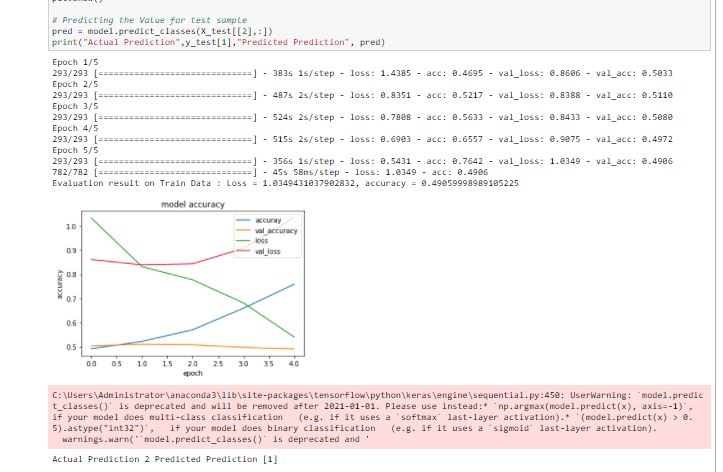 # Predicting the Value for test sample
pred = model.predict_classes(X_test[[2],:])
print("Actual Prediction",y_test[1],"Predicted Prediction", pred)
Epoch 1/5
293/293 [==============================] - 383s 1s/step - loss: 1.4385 - acc: 0.4695 - val_loss: 0.8606 - val_acc: 0.5033
Epoch 2/5
293/293 [==============================] - 487s 2s/step - loss: 0.8351 - acc: 0.5217 - val_loss: 0.8388 - val_acc: 0.5110
Epoch 3/5
293/293 [==============================] - 524s 2s/step - loss: 0.7808 - acc: 0.5633 - val_loss: 0.8433 - val_acc: 0.5080
Epoch 4/5
293/293 [==============================] - 515s 2s/step - loss: 0.6903 - acc: 0.6557 - val_loss: 0.9075 - val_acc: 0.4972
Epoch 5/5
293/293 [==============================] - 356s 1s/step - loss: 0.5431 - acc: 0.7642 - val_loss: 1.0349 - val_acc: 0.4906
782/782 [==============================] - 45s 58ms/step - loss: 1.0349 - acc: 0.4906
Evaluation result on Train Data : Loss = 1.0349431037902832, accuracy = 0.49059998989105225
model accuracy
accuray
val_accuracy
loss
val_loss
1.0
0.9
0.8
0.7
0.6
0.5
accuracy
0.0 0.5 1.0 1.5 2.0 2.5 3.0 3.5 4.0
epoch
C:\Users\Administrator\anaconda3\lib\site-packages\tensorflow\python\keras\engine\sequential.py:450: UserWarning: `model.predic
t_classes()` is deprecated and will be removed after 2021-01-01. Please use instead:* `np.argmax(model.predict(x), axis=-1)`,
if your model does multi-class classification (e.g. if it uses a `softmax` last-layer activation).* `(model.predict(x) > 0.
5).astype("int32")`, if your model does binary classification (e.g. if it uses a `sigmoid` last-layer activation).
warnings.warn('`model.predict_classes()` is deprecated and '
Actual Prediction 2 Predicted Prediction [1]